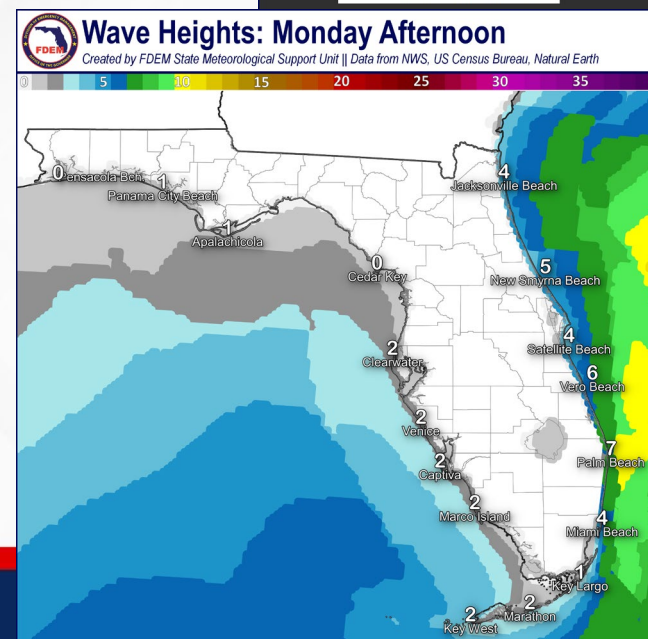 FDEM
Wave Heights: Monday Afternoon
Created by FDEM State Meteorological Support Unit || Data from NWS, US Census Bureau, Natural Earth
0 5 10 15 20 25 30 35
4
Jacksonville Beach
0 Pensacola Bch.
1
Panama City Beach
1
Apalachicola
0
Cedar Key
5
New Smyrna Beach
4
Satellite Beach
2
Clearwater
6
Vero Beach
2
Venice
7
Palm Beach
2
Captiva
2
Marco Island
4
Miami Beach
1
Key Largo
2
Marathon
2
Key West